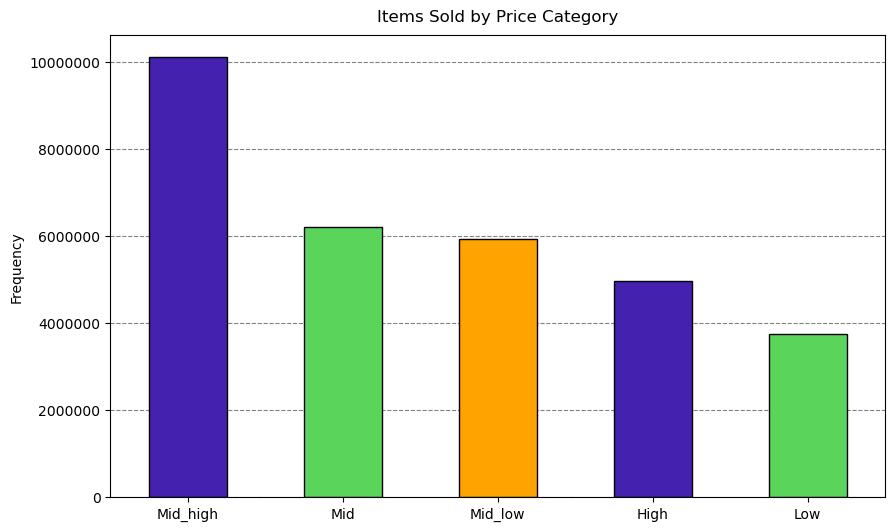 Items Sold by Price Category
Frequency
10000000
8000000
6000000
4000000
2000000
0
Mid_high Mid Mid_low High Low